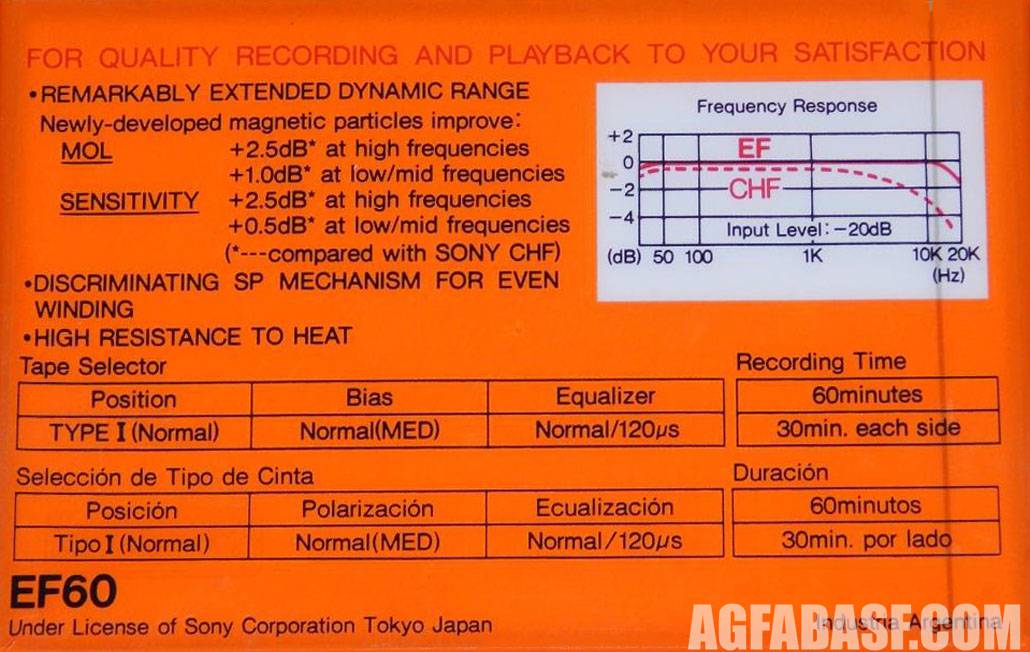 FOR QUALITY RECORDING AND PLAYBACK TO YOUR SATISFACTION
•REMARKABLY EXTENDED DYNAMIC RANGE
Newly-developed magnetic particles improve:
MOL +2.5dB* at high frequencies
+1.0dB* at low/mid frequencies
SENSITIVITY +2.5dB* at high frequencies
+0.5dB* at low/mid frequencies
(*---compared with SONY CHF)
•DISCRIMINATING SP MECHANISM FOR EVEN
WINDING
•HIGH RESISTANCE TO HEAT
Frequency Response
+2
EF
0
CHF
-2
-4
Input Level: -20dB
(dB) 50 100 1K 10K 20K
(Hz)
Tape Selector
Position Bias Equalizer
TYPE I (Normal) Normal(MED) Normal/120μs
Recording Time
60minutes
30min. each side
Selección de Tipo de Cinta
Posición Polarización Ecualización
Tipo I (Normal) Normal(MED) Normal/120μs
Duración
60minutos
30min. por lado
EF60
Under License of Sony Corporation Tokyo Japan
Industria Argentina
AGFABASF.COM